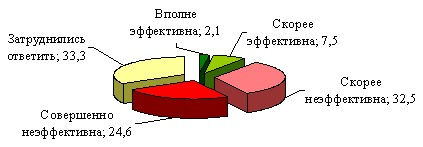 Вполне
эффективна; 2,1
Скорее
эффективна; 7,5
Скорее
неэффективна; 32,5
Совершенно
неэффективна; 24,6
Затруднились
ответить; 33,3